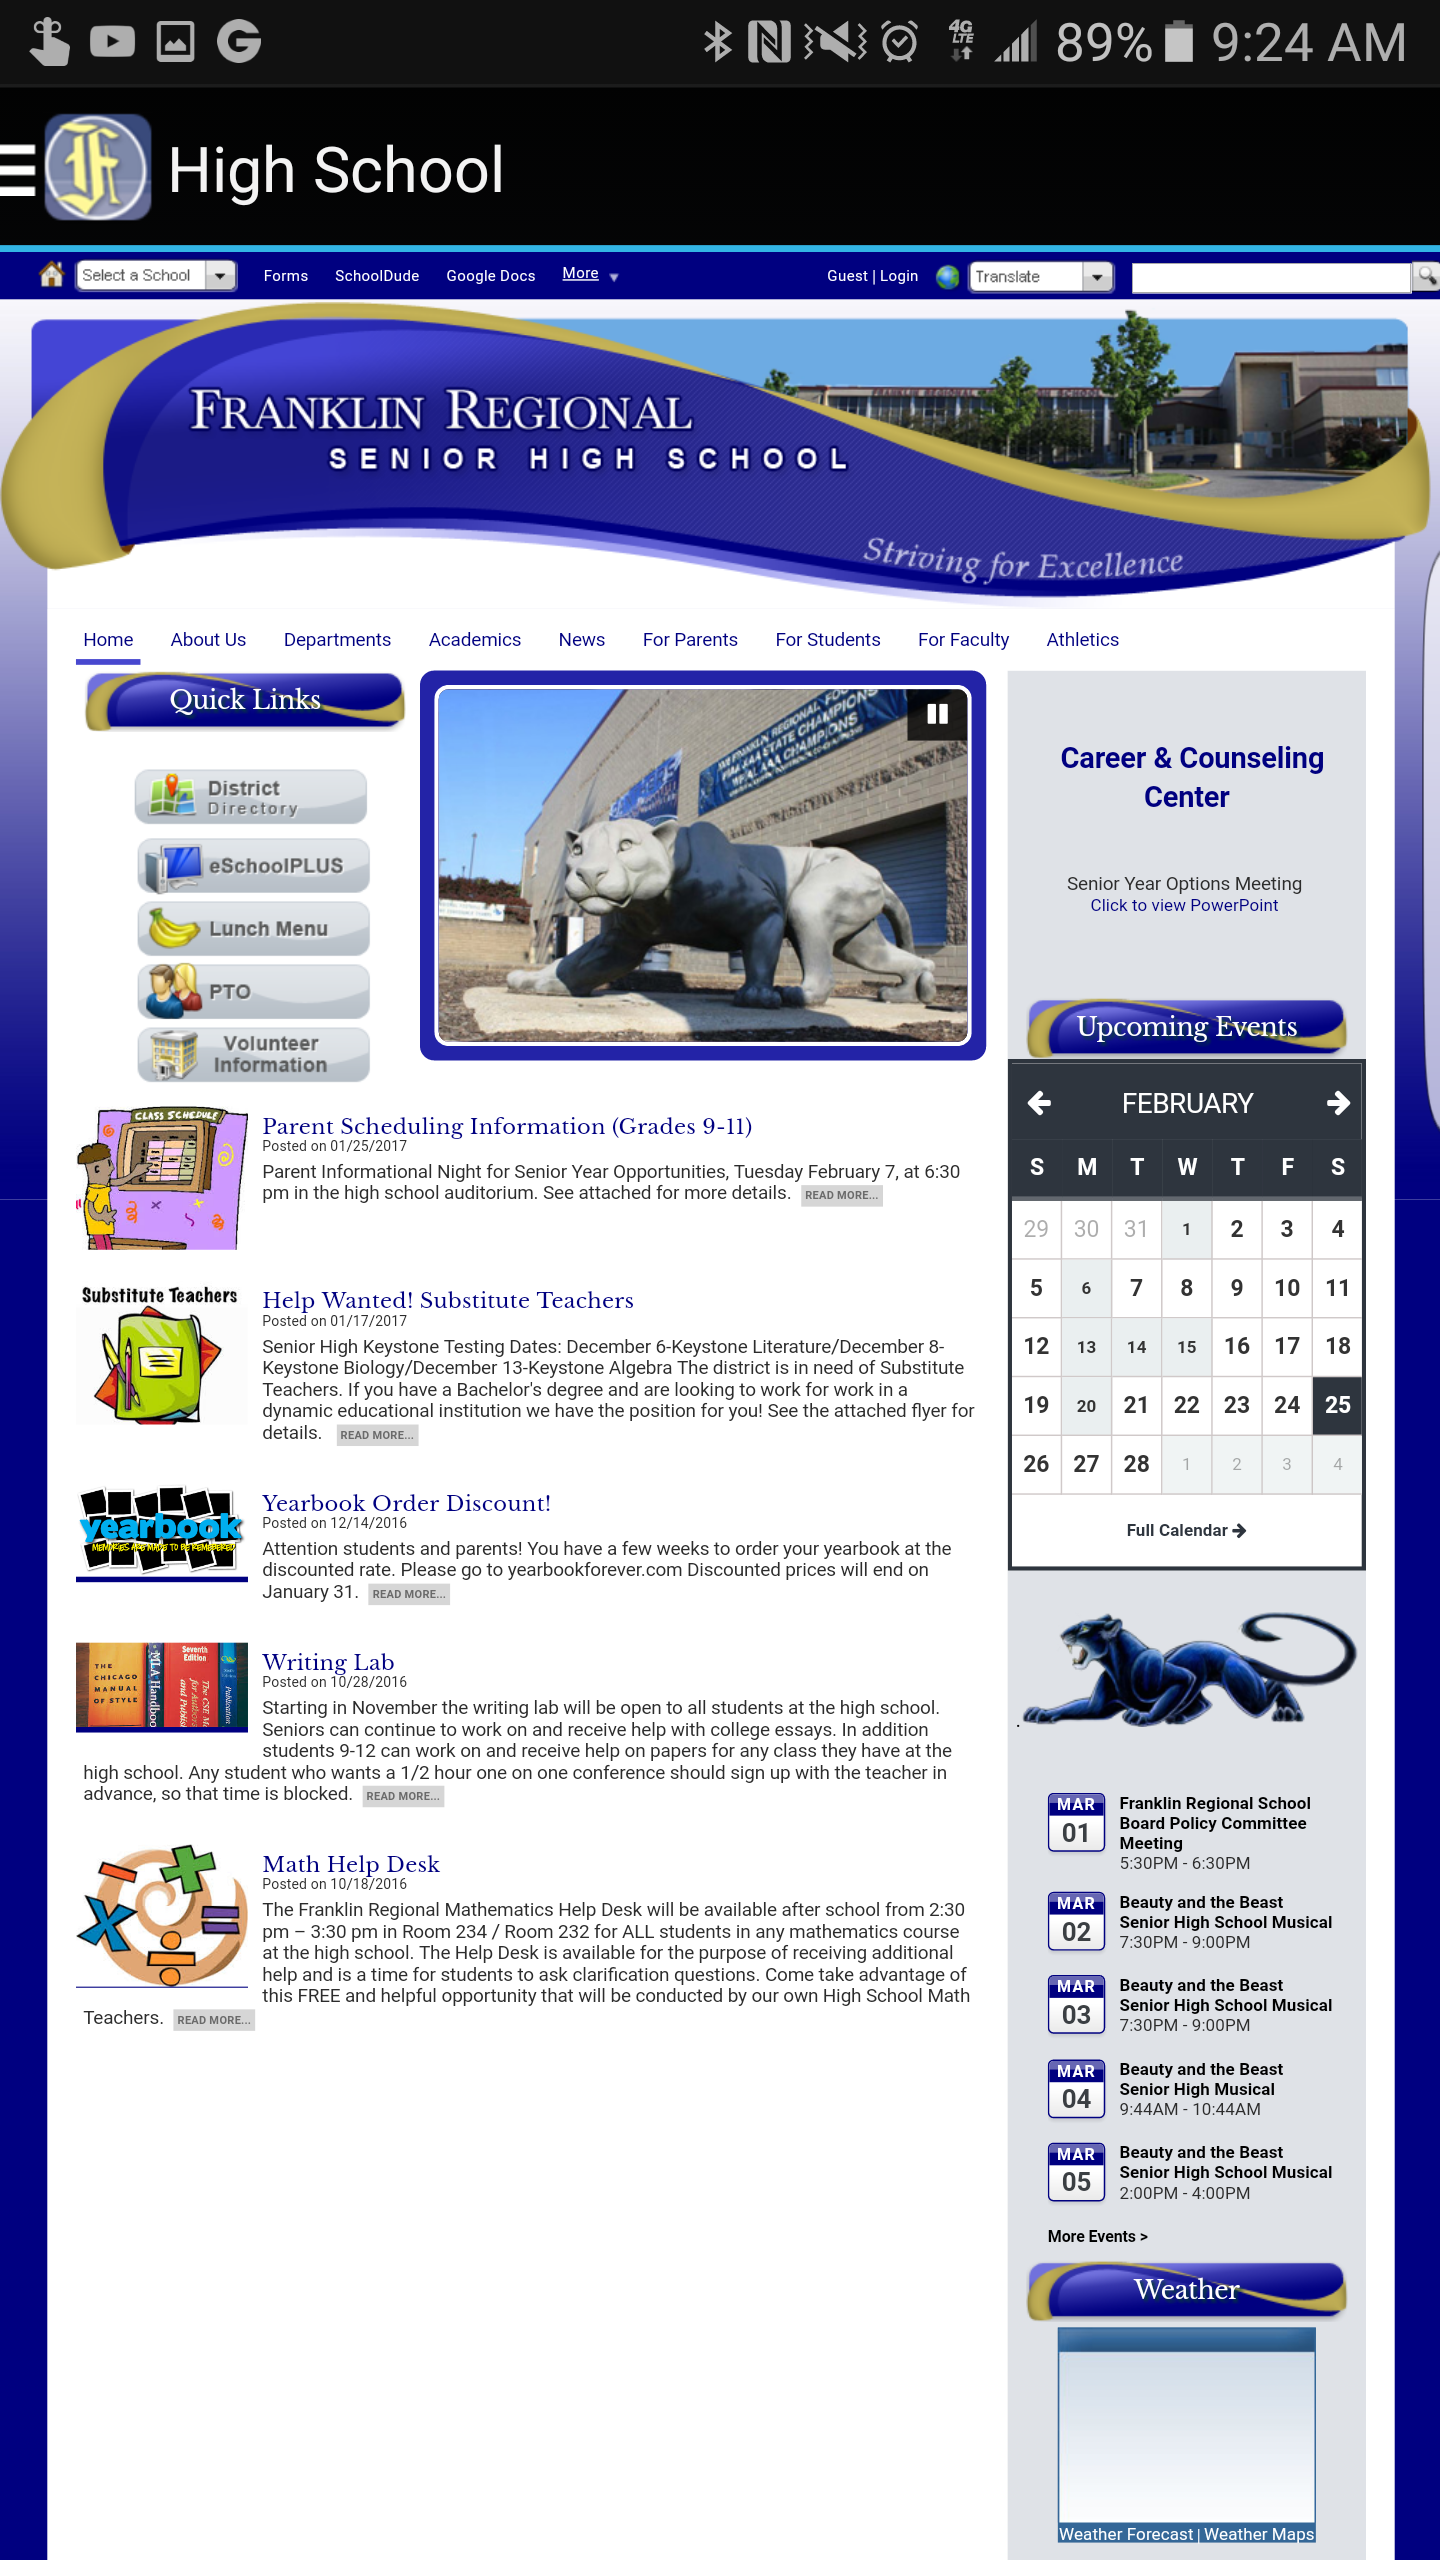 4G
LTE
89%
9:24 AM
High School
Select a School
Forms
SchoolDude
Google Docs
More
Guest | Login
Translate
FRANKLIN REGIONAL
SENIOR HIGH SCHOOL
Striving for Excellence
Home
About Us
Departments
Academics
News
For Parents
For Students
For Faculty
Athletics
Quick Links
District
Directory
eSchoolPLUS
Lunch Menu
PTO
Volunteer
Information
Career & Counseling
Center
Senior Year Options Meeting
Click to view PowerPoint
Upcoming Events
FEBRUARY
S M T W T F S
29 30 31 1 2 3 4
5 6 7 8 9 10 11
12 13 14 15 16 17 18
19 20 21 22 23 24 25
26 27 28 1 2 3 4
Full Calendar
CLASS SCHEDULE
Parent Scheduling Information (Grades 9-11)
Posted on 01/25/2017
Parent Informational Night for Senior Year Opportunities, Tuesday February 7, at 6:30
pm in the high school auditorium. See attached for more details. READ MORE...
Substitute Teachers
Help Wanted! Substitute Teachers
Posted on 01/17/2017
Senior High Keystone Testing Dates: December 6-Keystone Literature/December 8-
Keystone Biology/December 13-Keystone Algebra The district is in need of Substitute
Teachers. If you have a Bachelor's degree and are looking to work for work in a
dynamic educational institution we have the position for you! See the attached flyer for
details. READ MORE...
yearbook
MEMORIES ARE MADE TO BE REMEMBERED
Yearbook Order Discount!
Posted on 12/14/2016
Attention students and parents! You have a few weeks to order your yearbook at the
discounted rate. Please go to yearbookforever.com Discounted prices will end on
January 31. READ MORE...
THE
CHICAGO
MANUAL
OF STYLE
MLA Handboo
Seventh
Edition
Writing Lab
Posted on 10/28/2016
Starting in November the writing lab will be open to all students at the high school.
Seniors can continue to work on and receive help with college essays. In addition
students 9-12 can work on and receive help on papers for any class they have at the
high school. Any student who wants a 1/2 hour one on one conference should sign up with the teacher in
advance, so that time is blocked. READ MORE...
Math Help Desk
Posted on 10/18/2016
The Franklin Regional Mathematics Help Desk will be available after school from 2:30
pm – 3:30 pm in Room 234 / Room 232 for ALL students in any mathematics course
at the high school. The Help Desk is available for the purpose of receiving additional
help and is a time for students to ask clarification questions. Come take advantage of
this FREE and helpful opportunity that will be conducted by our own High School Math
Teachers. READ MORE...
MAR
01
Franklin Regional School
Board Policy Committee
Meeting
5:30PM - 6:30PM
MAR
02
Beauty and the Beast
Senior High School Musical
7:30PM - 9:00PM
MAR
03
Beauty and the Beast
Senior High School Musical
7:30PM - 9:00PM
MAR
04
Beauty and the Beast
Senior High Musical
9:44AM - 10:44AM
MAR
05
Beauty and the Beast
Senior High School Musical
2:00PM - 4:00PM
More Events >
Weather
Weather Forecast | Weather Maps